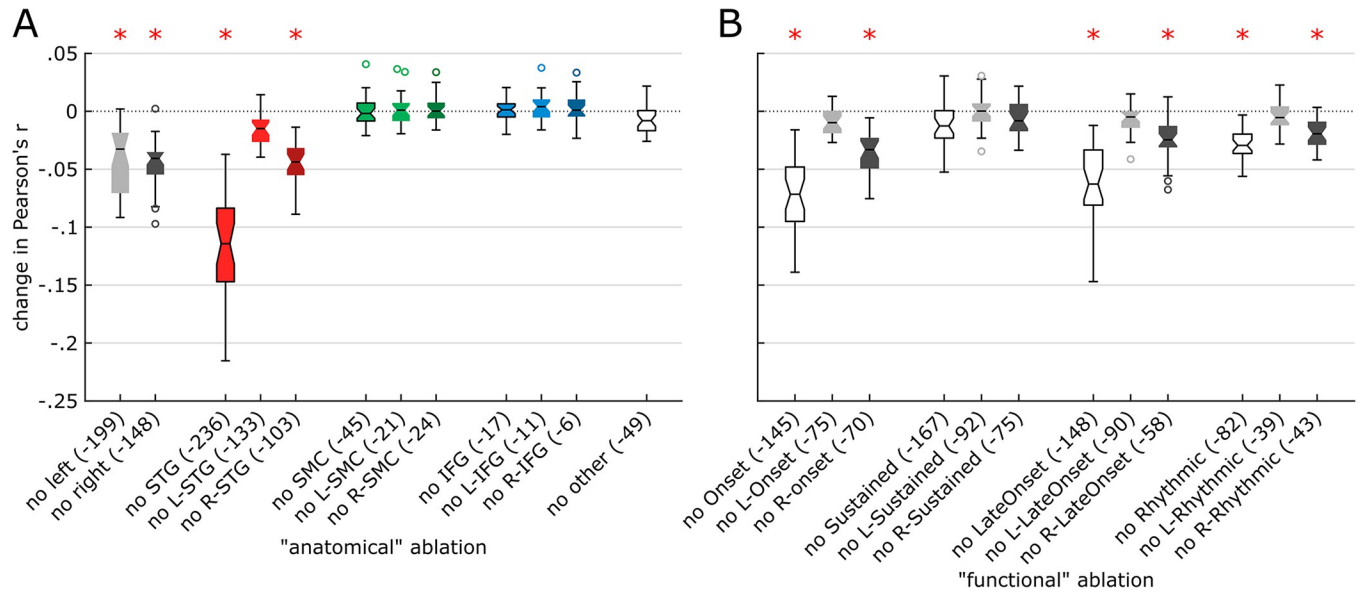 A
B
* * * *
* * * * * *
change in Pearson's r
.05
0
-.05
-.1
-.15
-.2
-.25
no left (-199)
no right (-148)
no STG (-236)
no L-STG (-133)
no R-STG (-103)
no SMC (-45)
no L-SMC (-21)
no R-SMC (-24)
no IFG (-17)
no L-IFG (-11)
no R-IFG (-6)
no other (-49)
"anatomical" ablation
no Onset (-145)
no L-Onset (-75)
no R-onset (-70)
no Sustained (-167)
no L-Sustained (-92)
no R-Sustained (-75)
no LateOnset (-148)
no L-LateOnset (-90)
no R-LateOnset (-58)
no Rhythmic (-82)
no L-Rhythmic (-39)
no R-Rhythmic (-43)
"functional" ablation